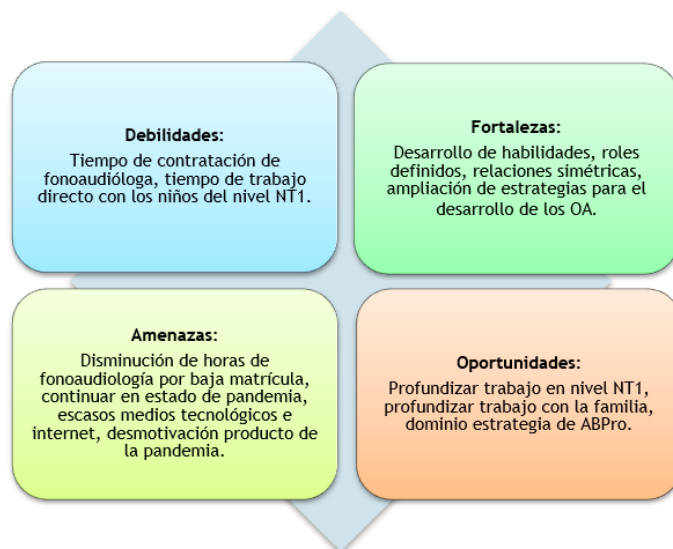 Debilidades:
Tiempo de contratación de
fonoaudióloga, tiempo de trabajo
directo con los niños del nivel NT1.
Fortalezas:
Desarrollo de habilidades, roles
definidos, relaciones simétricas,
ampliación de estrategias para el
desarrollo de los OA.
Amenazas:
Disminución de horas de
fonoaudiología por baja matrícula,
continuar en estado de pandemia,
escasos medios tecnológicos e
internet, desmotivación producto de
la pandemia.
Oportunidades:
Profundizar trabajo en nivel NT1,
profundizar trabajo con la familia,
dominio estrategia de ABPro.